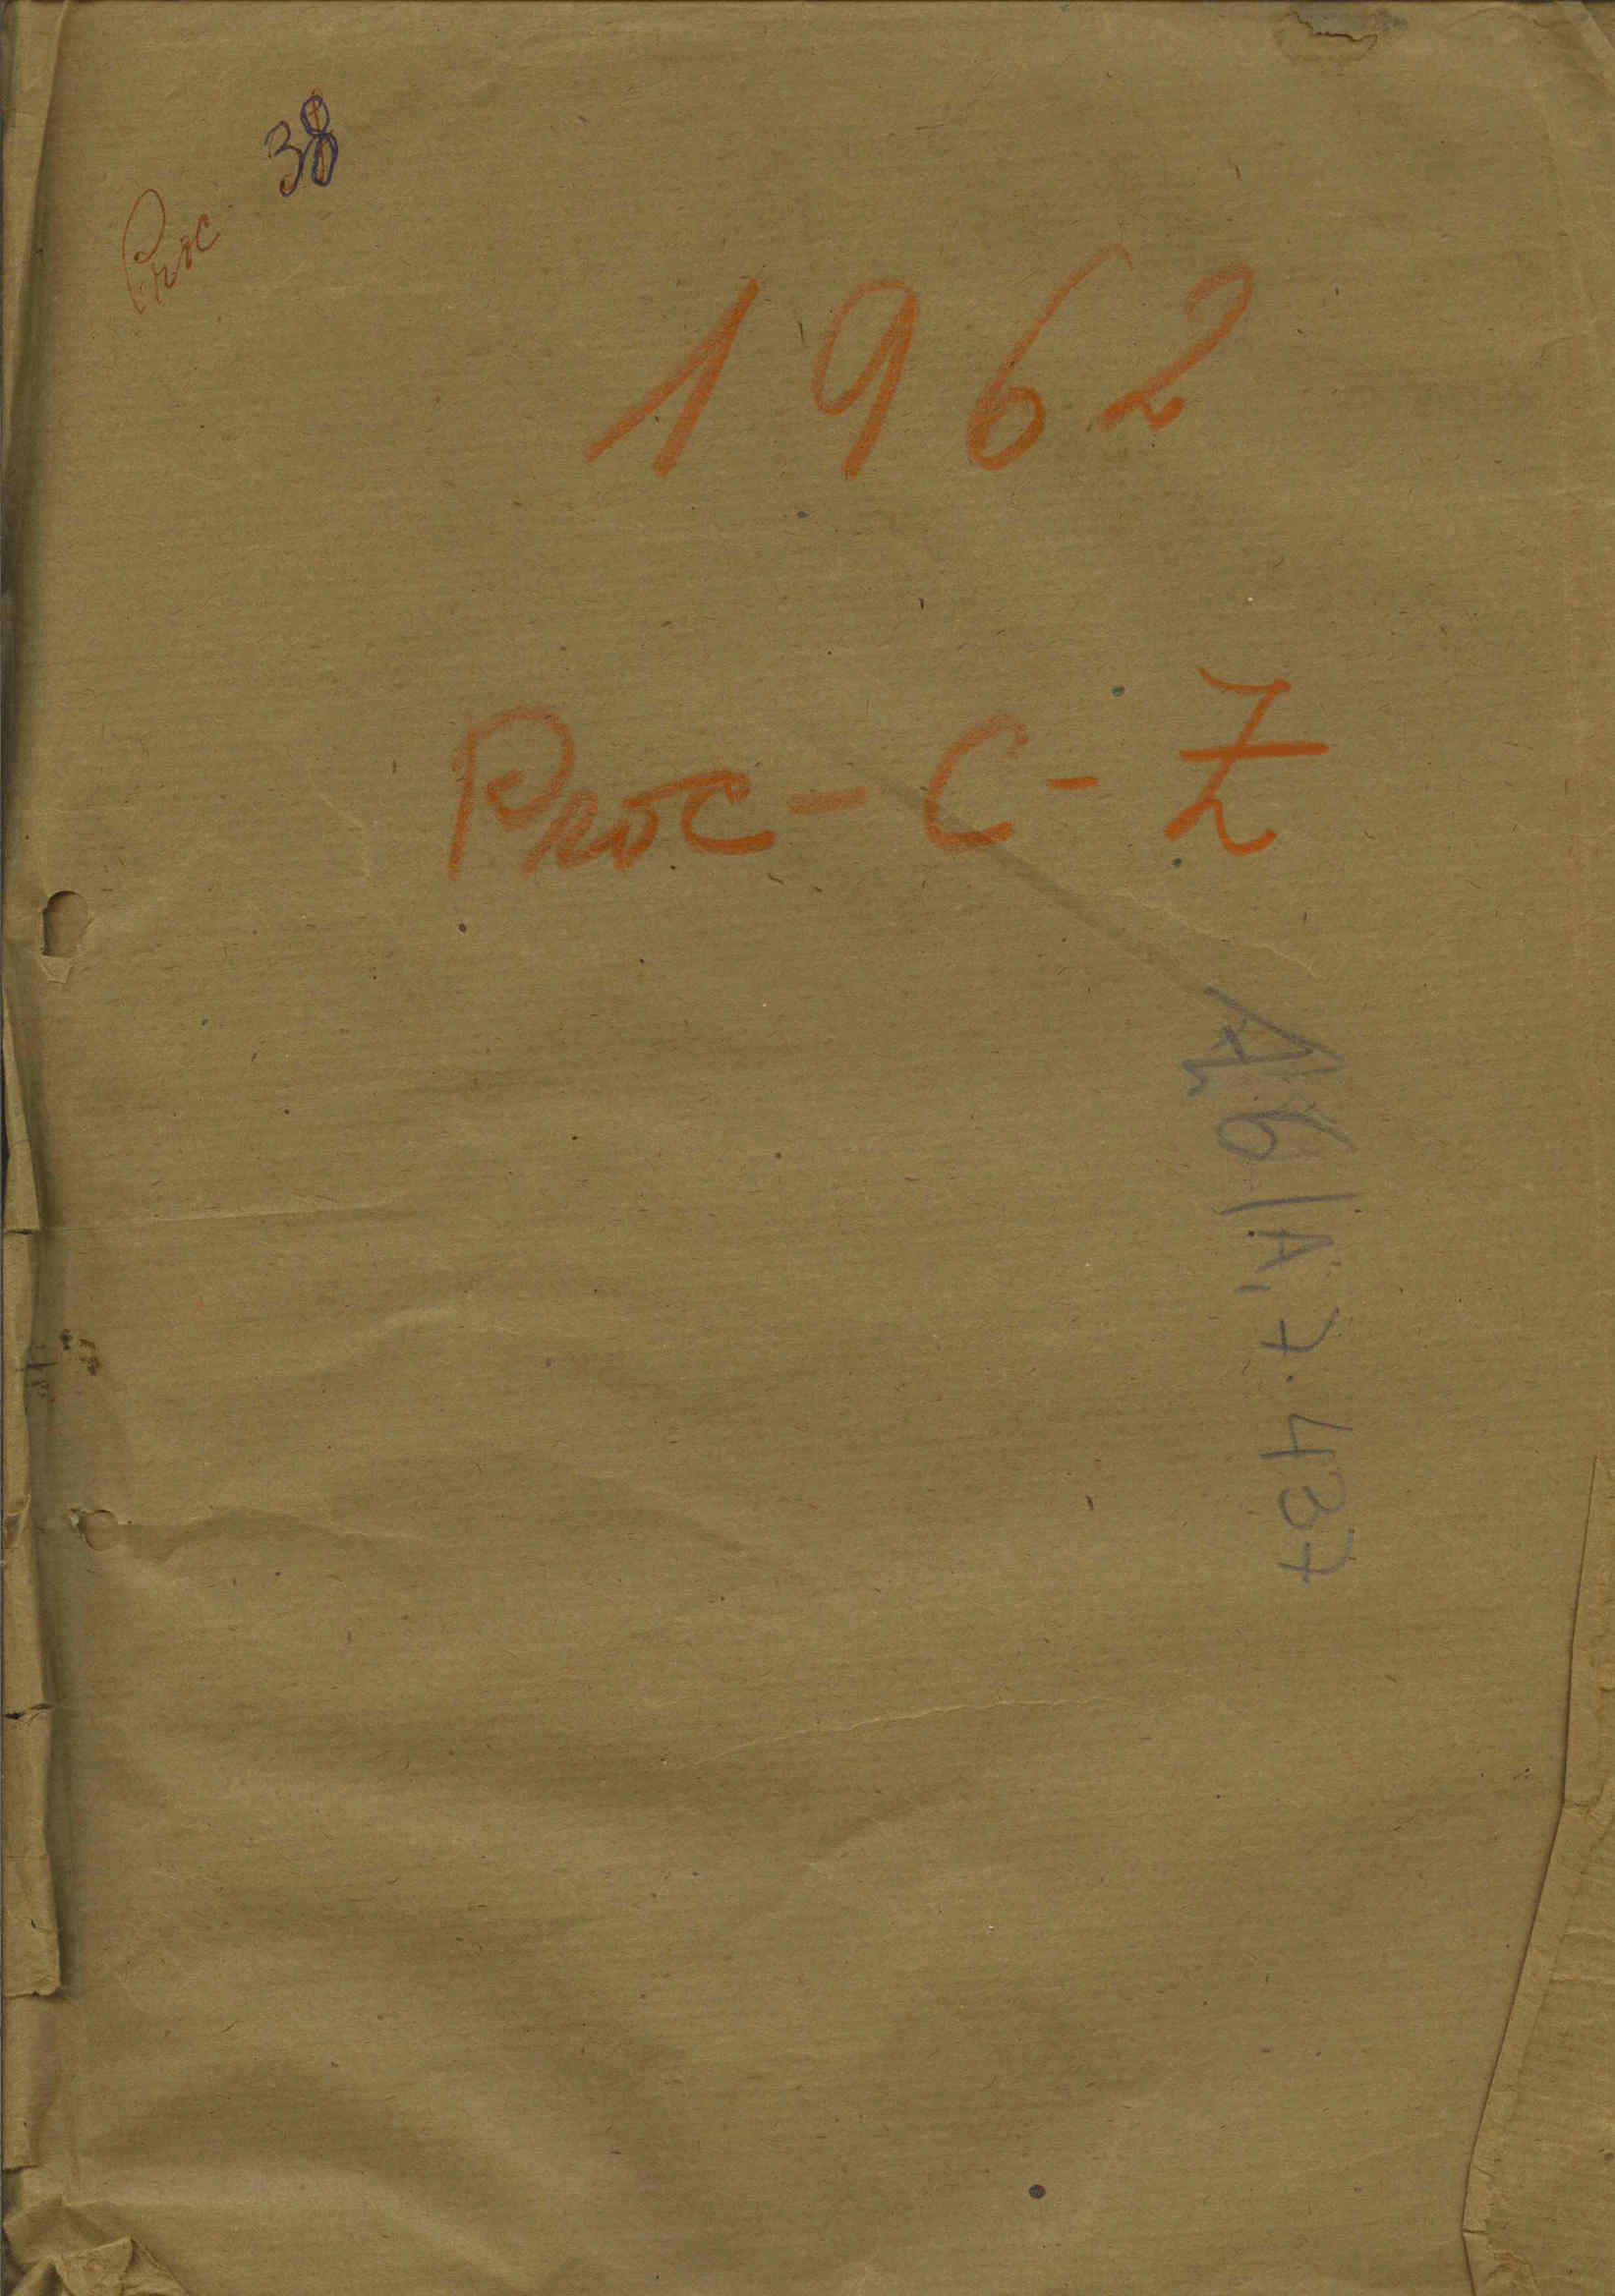 38
Proc
1962
Proc - C - Z
A6/A.7.437